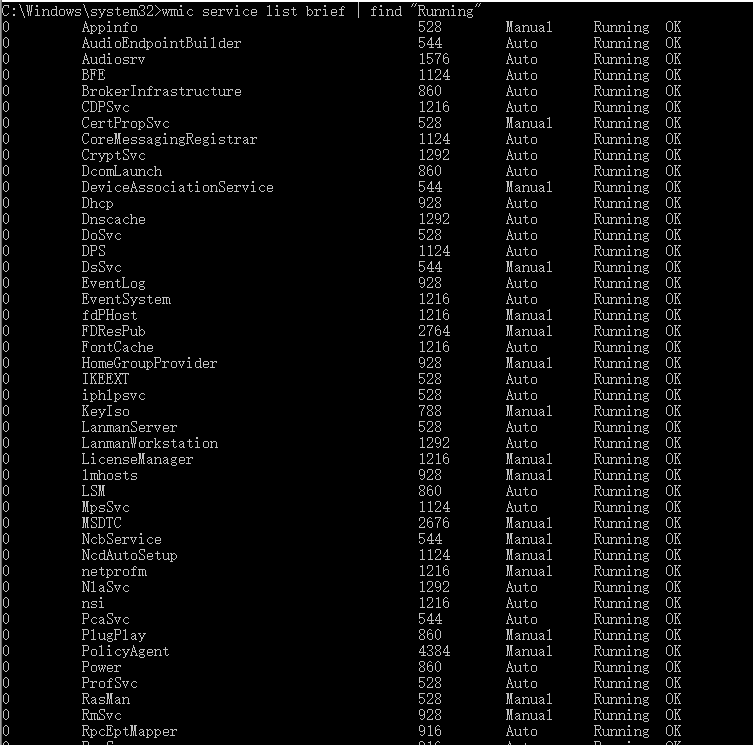 C:\Windows\system32>wmic service list brief | find "Running"
0 Appinfo 528 Manual Running OK
0 AudioEndpointBuilder 544 Auto Running OK
0 Audiosrv 1576 Auto Running OK
0 BFE 1124 Auto Running OK
0 BrokerInfrastructure 860 Auto Running OK
0 CDPSvc 1216 Auto Running OK
0 CertPropSvc 528 Manual Running OK
0 CoreMessagingRegistrar 1124 Auto Running OK
0 CryptSvc 1292 Auto Running OK
0 DcomLaunch 860 Auto Running OK
0 DeviceAssociationService 544 Manual Running OK
0 Dhcp 928 Auto Running OK
0 Dnscache 1292 Auto Running OK
0 DoSvc 528 Auto Running OK
0 DPS 1124 Auto Running OK
0 DsSvc 544 Manual Running OK
0 EventLog 928 Auto Running OK
0 EventSystem 1216 Auto Running OK
0 fdPHost 1216 Manual Running OK
0 FDResPub 2764 Manual Running OK
0 FontCache 1216 Auto Running OK
0 HomeGroupProvider 928 Manual Running OK
0 IKEEXT 528 Auto Running OK
0 iphlpsvc 528 Auto Running OK
0 KeyIso 788 Manual Running OK
0 LanmanServer 528 Auto Running OK
0 LanmanWorkstation 1292 Auto Running OK
0 LicenseManager 1216 Manual Running OK
0 lmhosts 928 Manual Running OK
0 LSM 860 Auto Running OK
0 MpsSvc 1124 Auto Running OK
0 MSDTC 2676 Manual Running OK
0 NcbService 544 Manual Running OK
0 NcdAutoSetup 1124 Manual Running OK
0 netprofm 1216 Manual Running OK
0 NlaSvc 1292 Auto Running OK
0 nsi 1216 Auto Running OK
0 PcaSvc 544 Auto Running OK
0 PlugPlay 860 Manual Running OK
0 PolicyAgent 4384 Manual Running OK
0 Power 860 Auto Running OK
0 ProfSvc 528 Auto Running OK
0 RasMan 528 Manual Running OK
0 RmSvc 928 Manual Running OK
0 RpcEptMapper 916 Auto Running OK